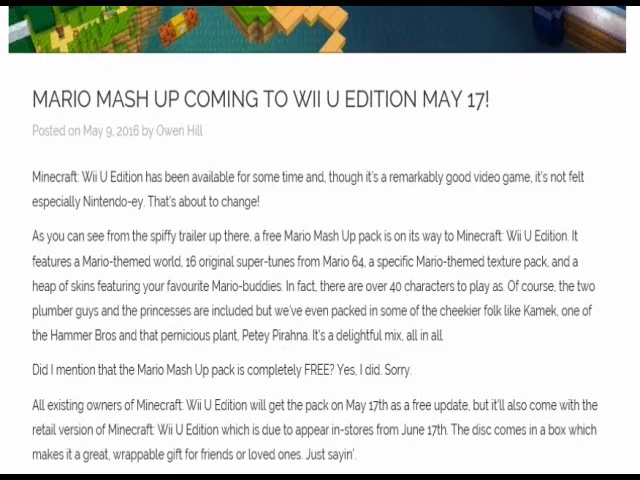 MARIO MASH UP COMING TO WII U EDITION MAY 17!
Posted on May 9, 2016 by Owen Hill
Minecraft: Wii U Edition has been available for some time and, though it's a remarkably good video game, it's not felt
especially Nintendo-ey. That's about to change!
As you can see from the spiffy trailer up there, a free Mario Mash Up pack is on its way to Minecraft: Wii U Edition. It
features a Mario-themed world, 16 original super-tunes from Mario 64, a specific Mario-themed texture pack, and a
heap of skins featuring your favourite Mario-buddies. In fact, there are over 40 characters to play as. Of course, the two
plumber guys and the princesses are included but we've even packed in some of the cheekier folk like Kamek, one of
the Hammer Bros and that pernicious plant, Petey Pirahna. It's a delightful mix, all in all.
Did I mention that the Mario Mash Up pack is completely FREE? Yes, I did. Sorry.
All existing owners of Minecraft: Wii U Edition will get the pack on May 17th as a free update, but it'll also come with the
retail version of Minecraft: Wii U Edition which is due to appear in-stores from June 17th. The disc comes in a box which
makes it a great, wrappable gift for friends or loved ones. Just sayin'.